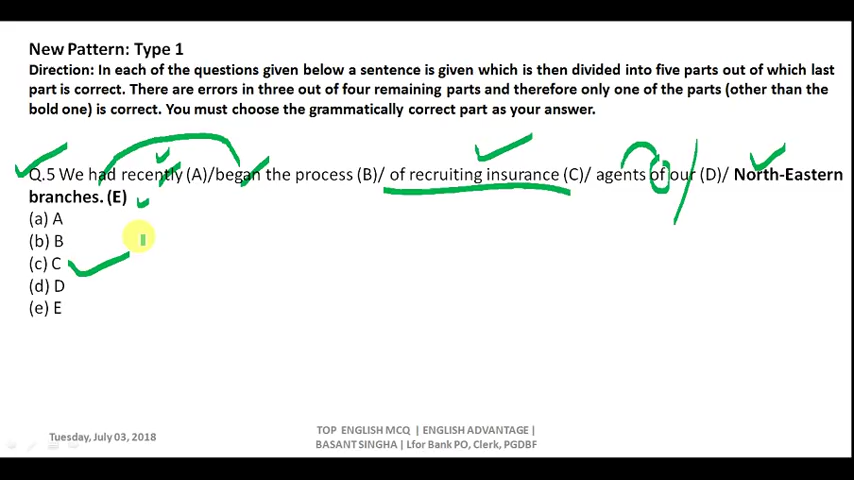 New Pattern: Type 1
Direction: In each of the questions given below a sentence is given which is then divided into five parts out of which last
part is correct. There are errors in three out of four remaining parts and therefore only one of the parts (other than the
bold one) is correct. You must choose the grammatically correct part as your answer.
Q.5 We had recently (A)/began the process (B)/ of recruiting insurance (C)/ agents of our (D)/ North-Eastern
branches. (E)
(a) A
(b) B
(c) C
(d) D
(e) E
Tuesday, July 03, 2018
TOP ENGLISH MCQ | ENGLISH ADVANTAGE |
BASANT SINGHA | Lfor Bank PO, Clerk, PGDBF